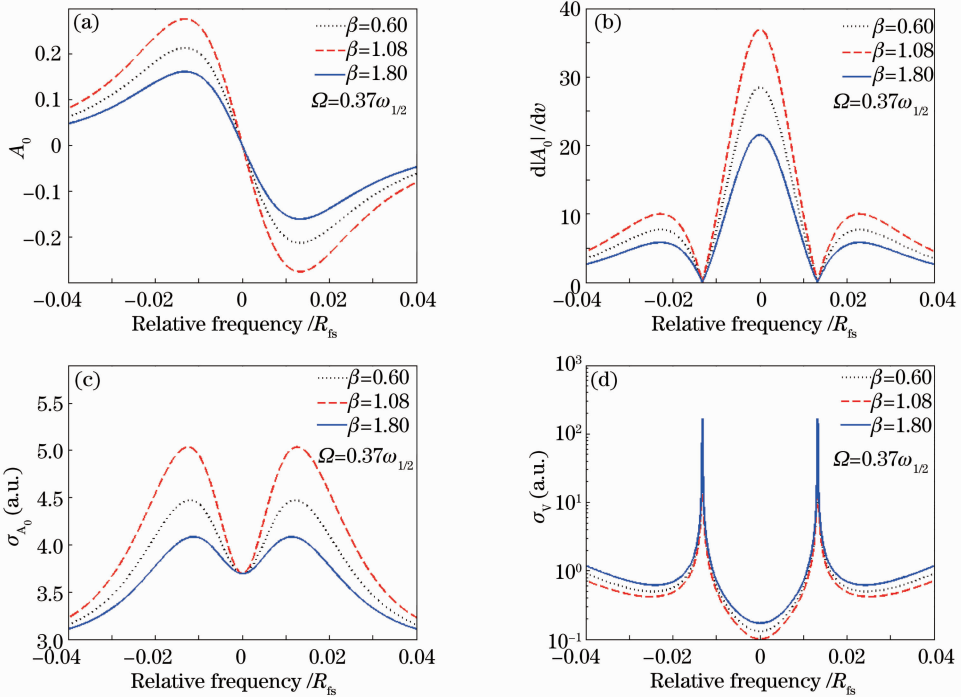 (a)
β=0.60
β=1.08
β=1.80
Ω=0.37ω1/2
A0
0.2
0.1
0
−0.1
−0.2
−0.04
−0.02
0
0.02
0.04
Relative frequency /Rfs
(b)
β=0.60
β=1.08
β=1.80
Ω=0.37ω1/2
d|A0| /dv
40
30
20
10
0
−0.04
−0.02
0
0.02
0.04
Relative frequency /Rfs
(c)
β=0.60
β=1.08
β=1.80
Ω=0.37ω1/2
σA0 (a.u.)
5.5
5.0
4.5
4.0
3.5
3.0
−0.04
−0.02
0
0.02
0.04
Relative frequency /Rfs
(d)
β=0.60
β=1.08
β=1.80
Ω=0.37ω1/2
σV (a.u.)
10³
10²
10¹
10⁰
10⁻¹
−0.04
−0.02
0
0.02
0.04
Relative frequency /Rfs